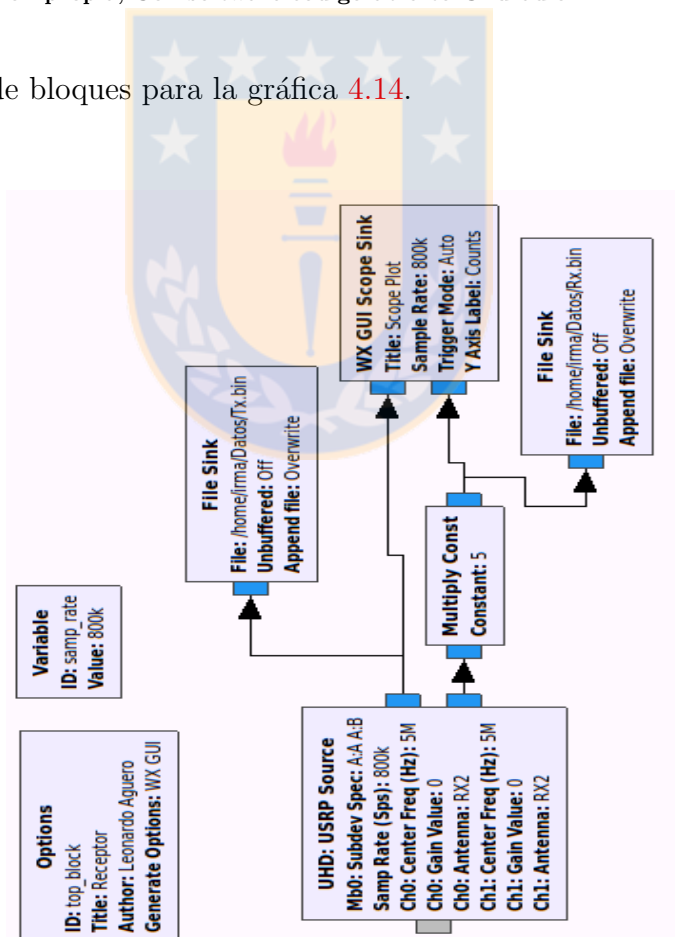 le bloques para la gráfica 4.14.
Options
ID: top_block
Title: Receptor
Author: Leonardo Aguero
Generate Options: WX GUI
Variable
ID: samp_rate
Value: 800k
UHD: USRP Source
Mb0: Subdev Spec: A:A A:B
Samp Rate (Sps): 800k
Ch0: Center Freq (Hz): 5M
Ch0: Gain Value: 0
Ch0: Antenna: RX2
Ch1: Center Freq (Hz): 5M
Ch1: Gain Value: 0
Ch1: Antenna: RX2
File Sink
File: /home/irma/Datos/Tx.bin
Unbuffered: Off
Append file: Overwrite
Multiply Const
Constant: 5
WX GUI Scope Sink
Title: Scope Plot
Sample Rate: 800k
Trigger Mode: Auto
Y Axis Label: Counts
File Sink
File: /home/irma/Datos/Rx.bin
Unbuffered: Off
Append file: Overwrite